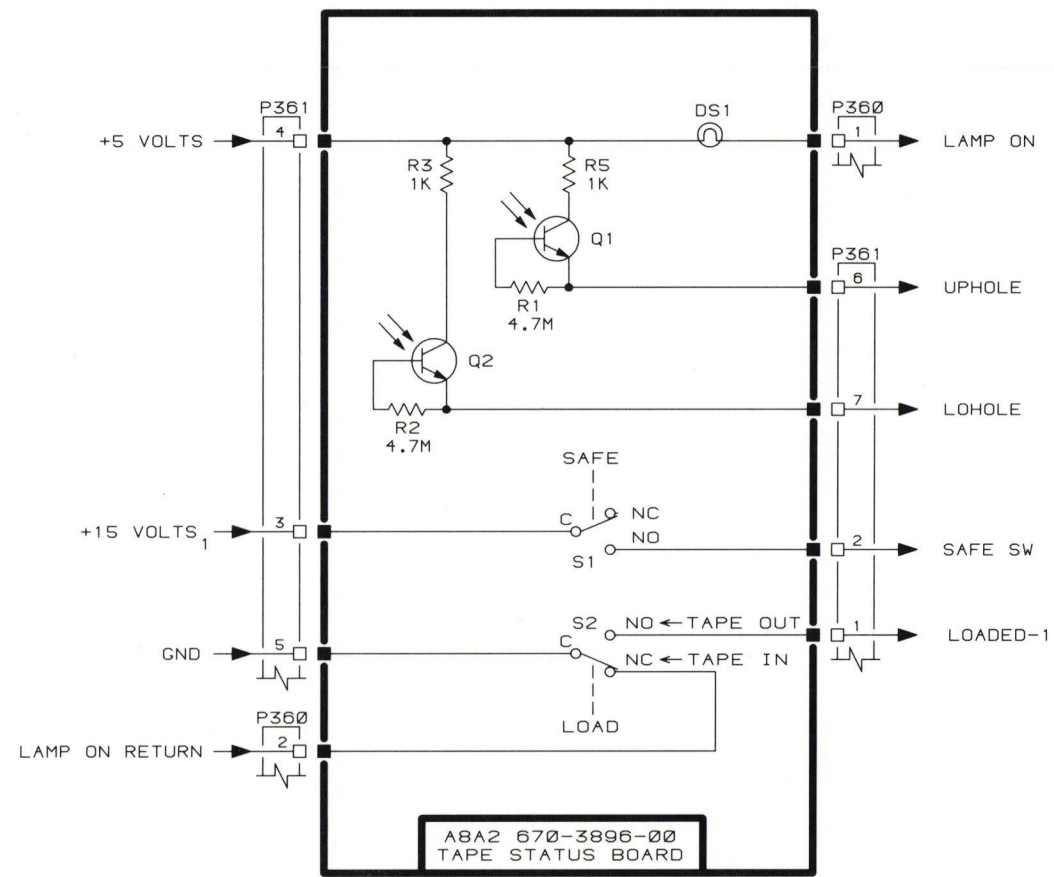 DS1
P361
P360
+5 VOLTS
4
1
LAMP ON
R3
1K
R5
1K
Q1
P361
6
UPHOLE
R1
4.7M
Q2
7
LOHOLE
R2
4.7M
SAFE
+15 VOLTS 1
3
C
NC
NO
S1
2
SAFE SW
S2
NO ← TAPE OUT
1
LOADED-1
GND
5
C
NC ← TAPE IN
LOAD
P360
LAMP ON RETURN
2
A8A2 670-3896-00
TAPE STATUS BOARD